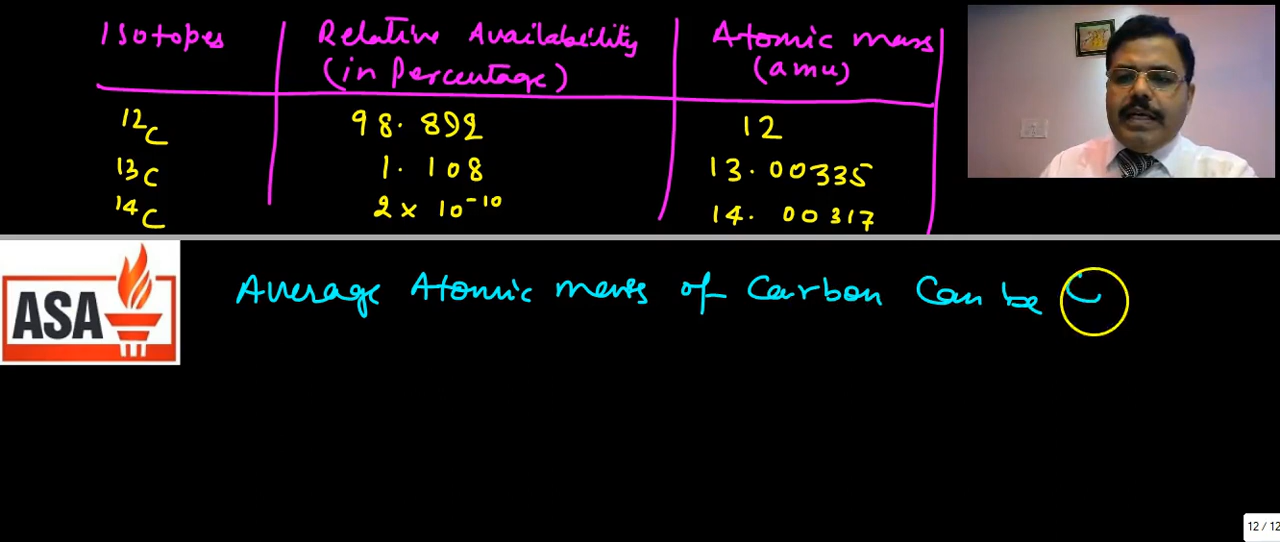 Isotopes | Relative Availability | Atomic mass
(in Percentage) | (amu)
¹²C | 98.892 | 12
¹³C | 1.108 | 13.00335
¹⁴C | 2 × 10⁻¹⁰ | 14.00317
ASA
Average Atomic mass of Carbon Can be C
12 / 12